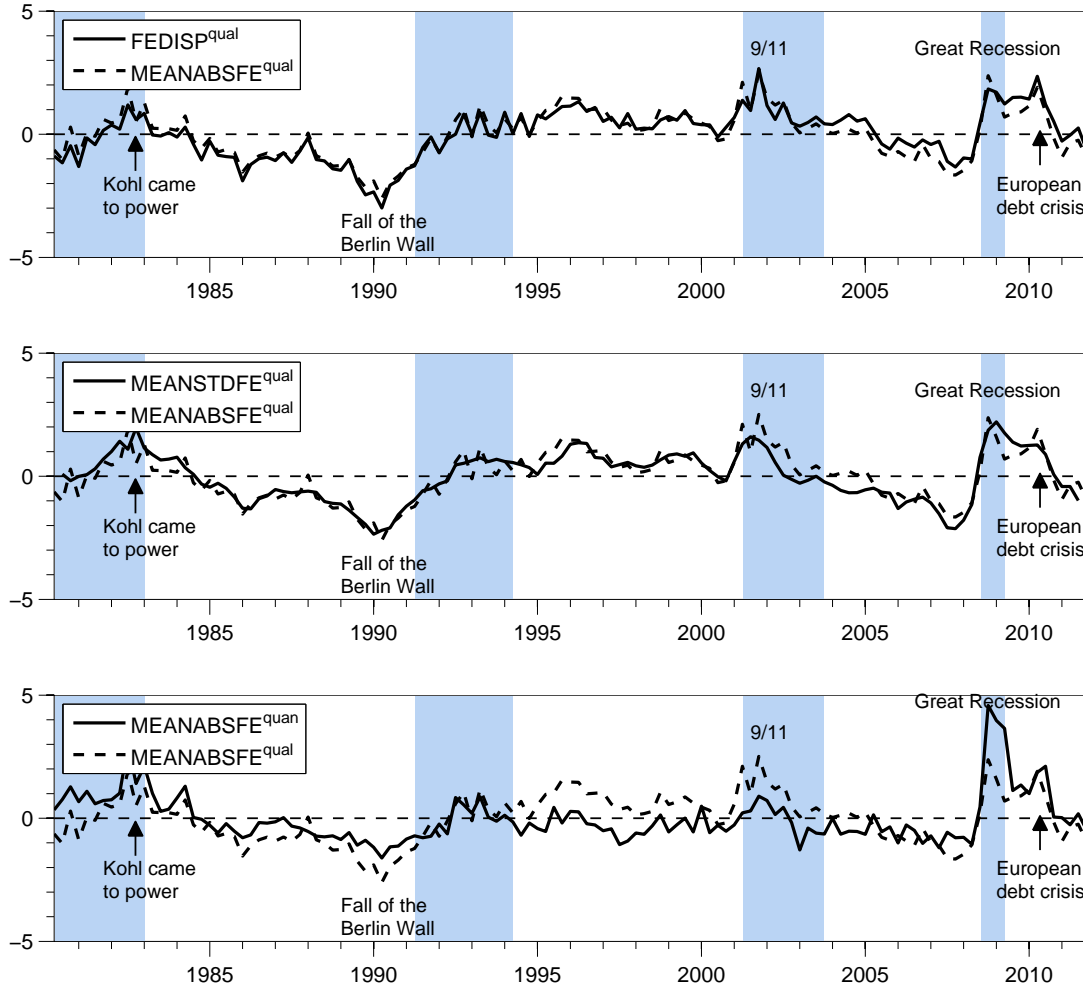 5
FEDISP^qual
MEANABSFE^qual
9/11
Great Recession
0
Kohl came
to power
European
debt crisis
Fall of the
Berlin Wall
−5
1985 1990 1995 2000 2005 2010
5
MEANSTDFE^qual
MEANABSFE^qual
9/11
Great Recession
0
Kohl came
to power
European
debt crisis
Fall of the
Berlin Wall
−5
1985 1990 1995 2000 2005 2010
5
MEANABSFE^quan
MEANABSFE^qual
Great Recession
9/11
0
Kohl came
to power
European
debt crisis
Fall of the
Berlin Wall
−5
1985 1990 1995 2000 2005 2010